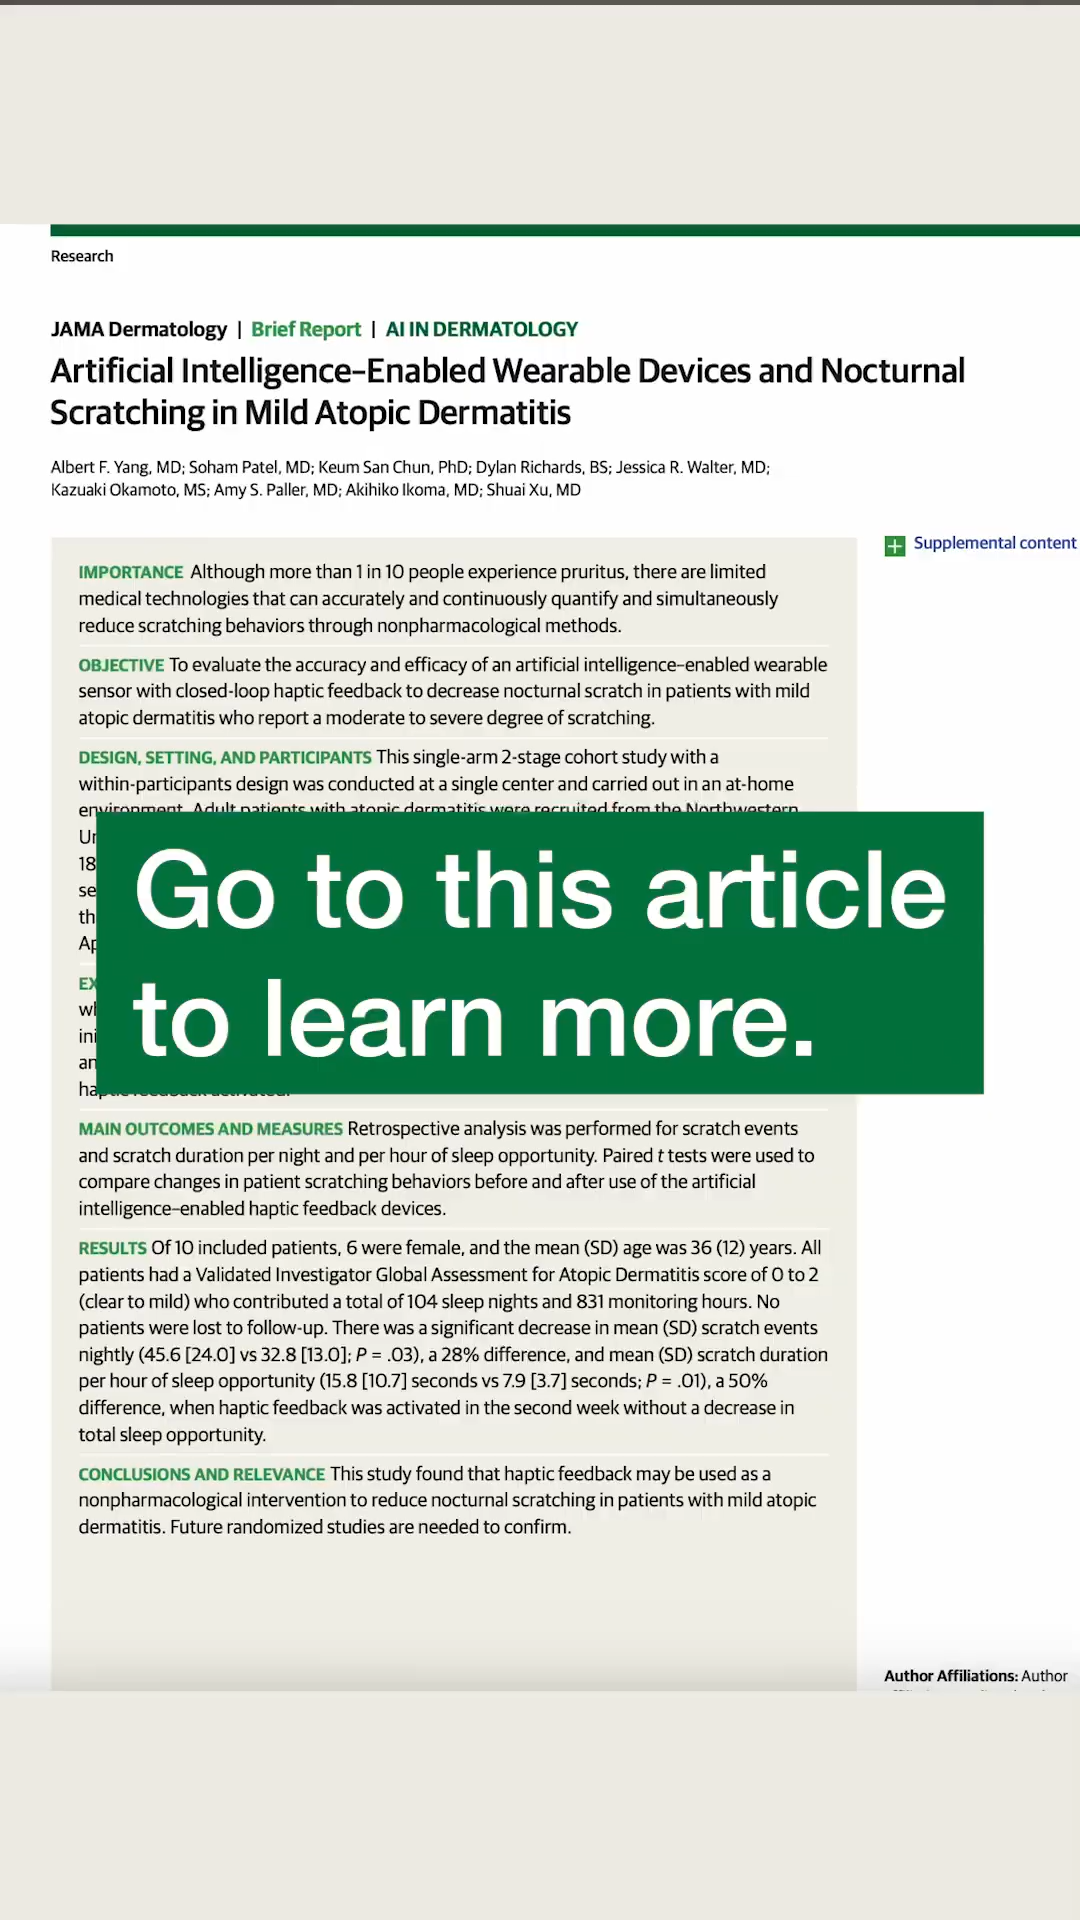 Research
JAMA Dermatology | Brief Report | AI IN DERMATOLOGY
Artificial Intelligence–Enabled Wearable Devices and Nocturnal
Scratching in Mild Atopic Dermatitis
Albert F. Yang, MD; Soham Patel, MD; Keum San Chun, PhD; Dylan Richards, BS; Jessica R. Walter, MD;
Kazuaki Okamoto, MS; Amy S. Paller, MD; Akihiko Ikoma, MD; Shuai Xu, MD
Supplemental content
IMPORTANCE Although more than 1 in 10 people experience pruritus, there are limited
medical technologies that can accurately and continuously quantify and simultaneously
reduce scratching behaviors through nonpharmacological methods.
OBJECTIVE To evaluate the accuracy and efficacy of an artificial intelligence–enabled wearable
sensor with closed-loop haptic feedback to decrease nocturnal scratch in patients with mild
atopic dermatitis who report a moderate to severe degree of scratching.
DESIGN, SETTING, AND PARTICIPANTS This single-arm 2-stage cohort study with a
within-participants design was conducted at a single center and carried out in an at-home
environment. Adult patients with atopic dermatitis were recruited from the Northwestern
Go to this article
to learn more.
haptic feedback activated.
MAIN OUTCOMES AND MEASURES Retrospective analysis was performed for scratch events
and scratch duration per night and per hour of sleep opportunity. Paired t tests were used to
compare changes in patient scratching behaviors before and after use of the artificial
intelligence–enabled haptic feedback devices.
RESULTS Of 10 included patients, 6 were female, and the mean (SD) age was 36 (12) years. All
patients had a Validated Investigator Global Assessment for Atopic Dermatitis score of 0 to 2
(clear to mild) who contributed a total of 104 sleep nights and 831 monitoring hours. No
patients were lost to follow-up. There was a significant decrease in mean (SD) scratch events
nightly (45.6 [24.0] vs 32.8 [13.0]; P = .03), a 28% difference, and mean (SD) scratch duration
per hour of sleep opportunity (15.8 [10.7] seconds vs 7.9 [3.7] seconds; P = .01), a 50%
difference, when haptic feedback was activated in the second week without a decrease in
total sleep opportunity.
CONCLUSIONS AND RELEVANCE This study found that haptic feedback may be used as a
nonpharmacological intervention to reduce nocturnal scratching in patients with mild atopic
dermatitis. Future randomized studies are needed to confirm.
Author Affiliations: Author